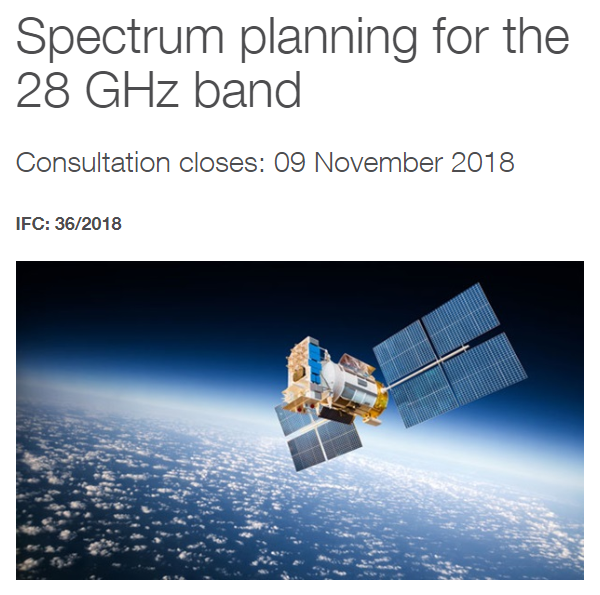 Spectrum planning for the
28 GHz band
Consultation closes: 09 November 2018
IFC: 36/2018